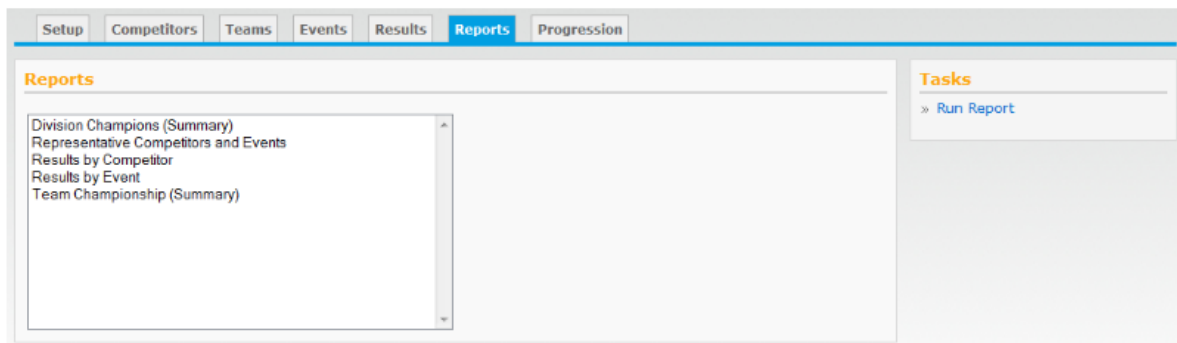 Setup Competitors Teams Events Results Reports Progression
Reports
Division Champions (Summary)
Representative Competitors and Events
Results by Competitor
Results by Event
Team Championship (Summary)
Tasks
» Run Report